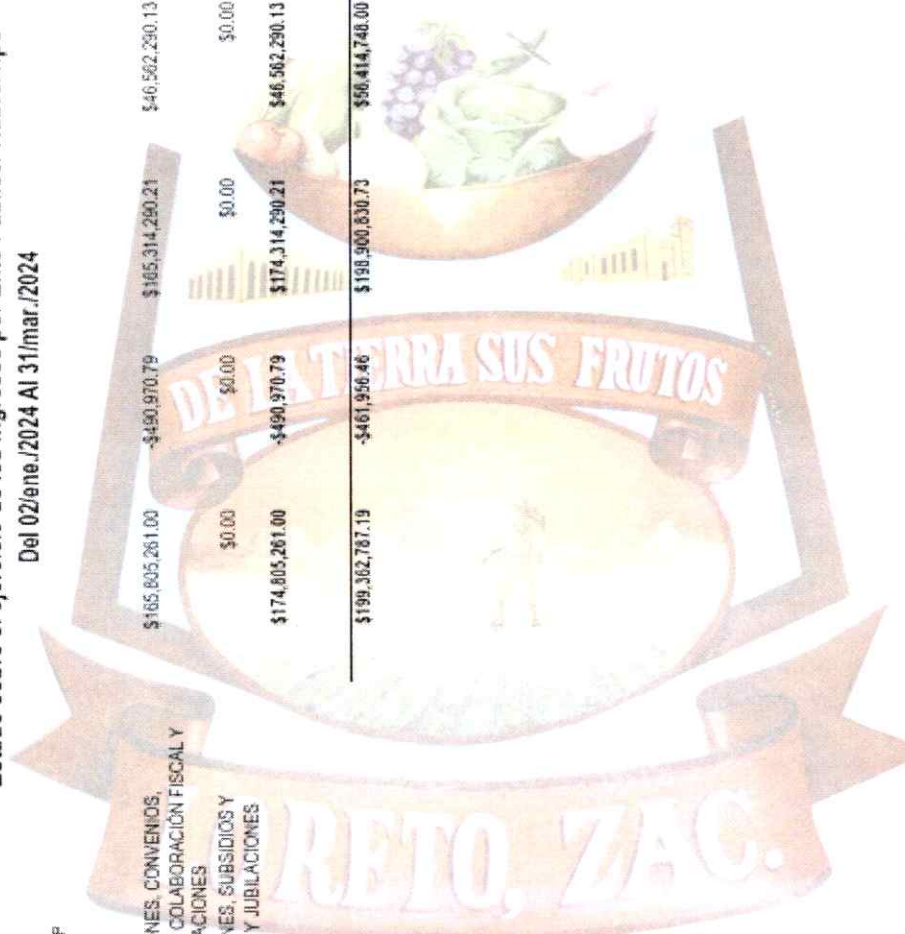 Del 02/ene./2024 Al 31/mar./2024
NES, CONVENIOS,
COLABORACIÓN FISCAL Y
ACIONES
$165,805,261.00 -$490,970.79 $165,314,290.21 $46,562,290.13
NES, SUBSIDIOS Y
Y JUBILACIONES
$0.00 $0.00 $0.00 $0.00
$174,805,261.00 -$490,970.79 $174,314,290.21 $46,562,290.13
$199,362,787.19 -$461,956.46 $198,900,830.73 $56,414,748.00
DE LA TIERRA SUS FRUTOS
RETO, ZAC.